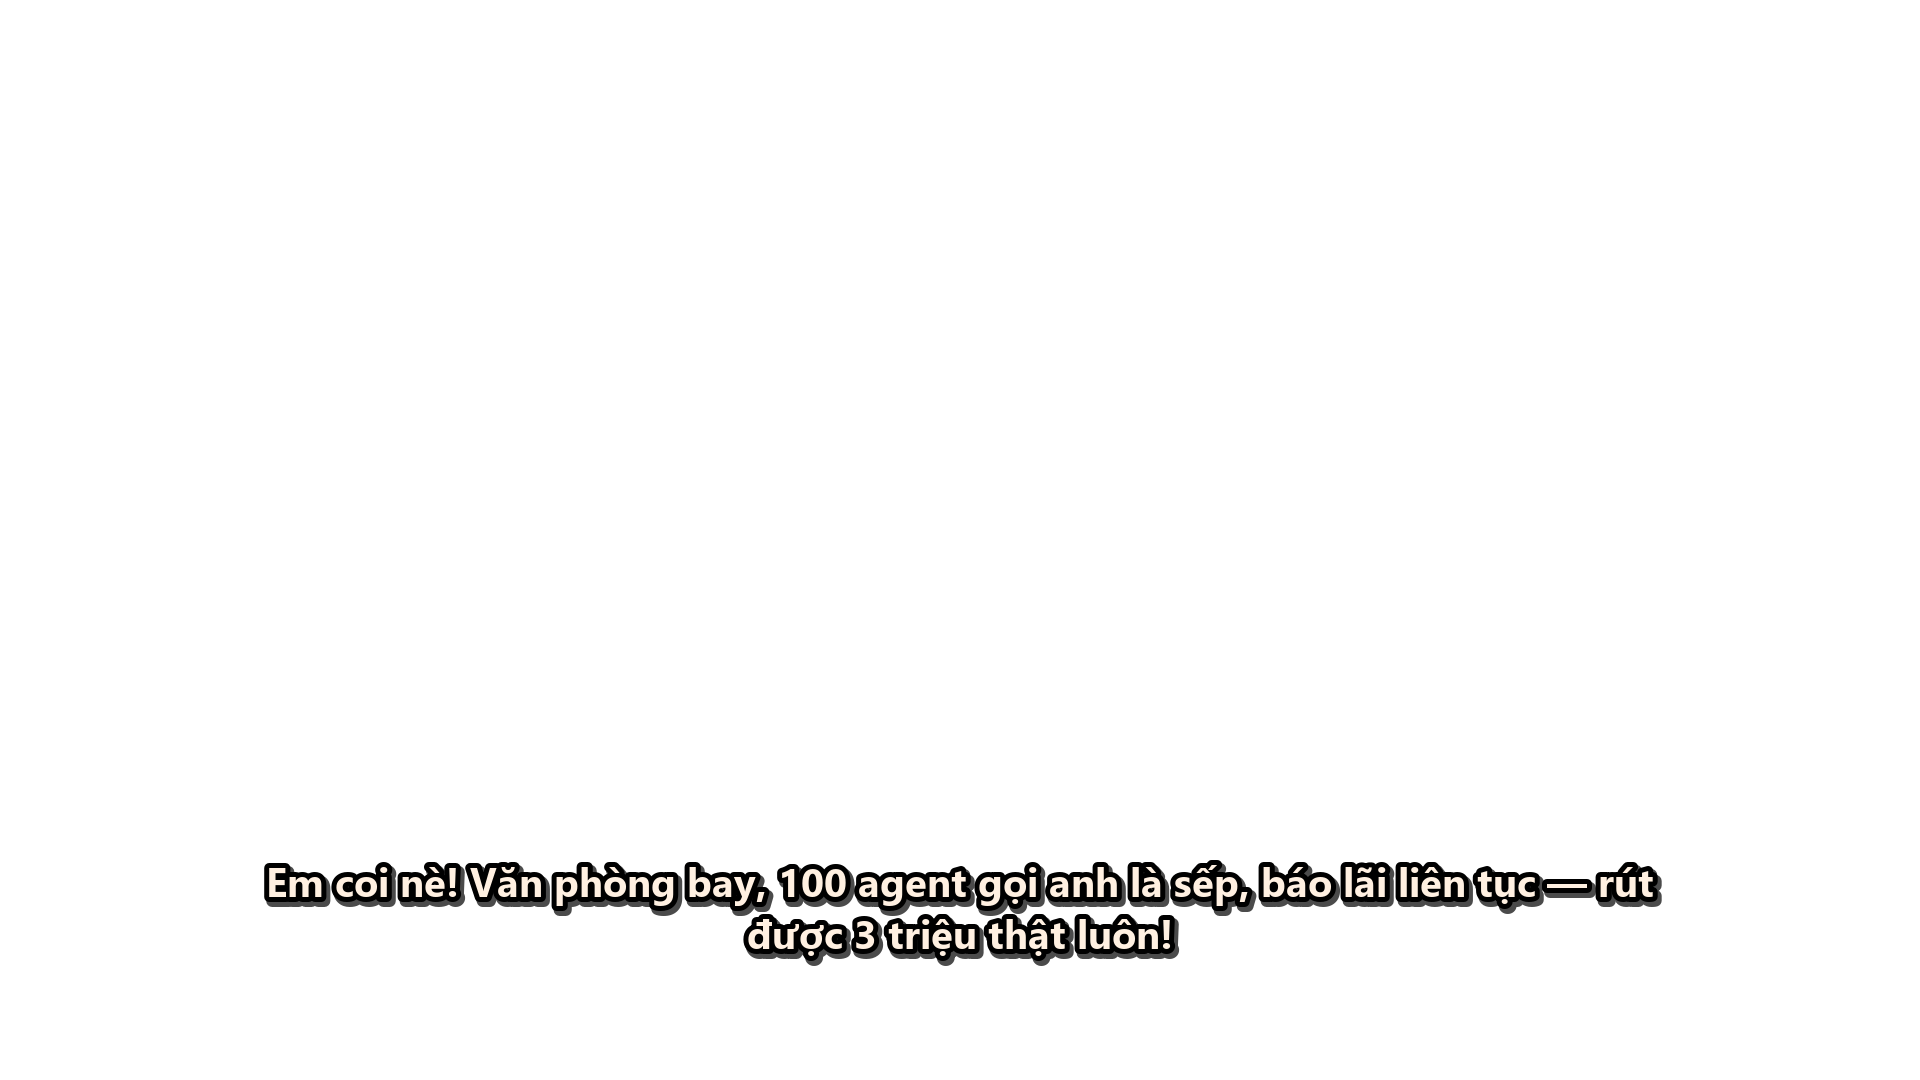 Em coi nè! Văn phòng bay, 100 agent gọi anh là sếp, báo lãi liên tục — rút
được 3 triệu thật luôn!